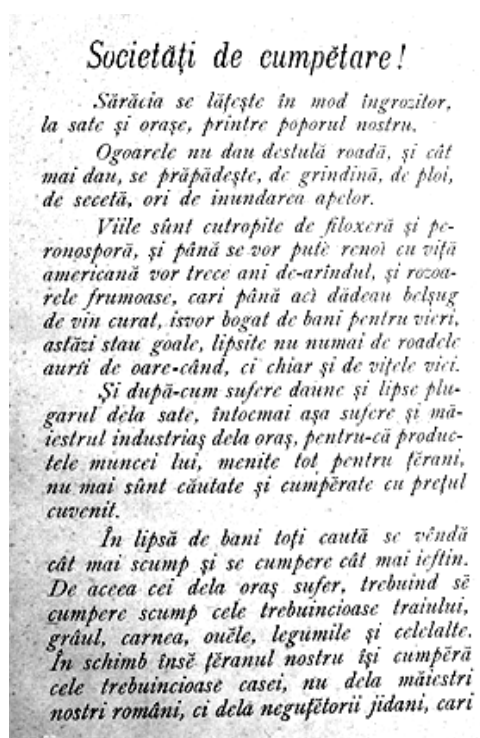 Societăți de cumpĕtare!
Sărăcia se lățește în mod îngrozitor,
la sate și orașe, printre poporul nostru.
Ogoarele nu dau destulă roadă, și cât
mai dau, se prăpădește, de grindină, de ploi,
de secetă, ori de inundarea apelor.
Viile sûnt cutropite de filoxeră și pe-
ronosporă, și până se vor pute renoì cu viță
americană vor trece ani de-arîndul, și rozoa-
rele frumoase, cari până aci dădeau belșug
de vin curat, isvor bogat de bani pentru vieri,
astăzi stau goale, lipsite nu numai de roadele
aurii de oare-când, ci chiar și de vițele viei.
Și după-cum sufere daune și lipse plu-
garul dela sate, întocmai așa sufere și mă-
iestrul industriaș dela oraș, pentru-că produc-
tele muncei lui, menite tot pentru țĕrani,
nu mai sûnt căutate și cumpĕrate cu prețul
cuvenit.
În lipsă de bani toți caută se vêndă
cât mai scump și se cumpere cât mai ieftin.
De aceea cei dela oraș sufer, trebuind sĕ
cumpere scump cele trebuincioase traiului,
grâul, carnea, ouĕle, legumile și celelalte.
În schimb însĕ țĕranul nostru își cumpĕră
cele trebuincioase casei, nu dela măiestri
nostri români, ci dela neguțĕtorii jidani, cari